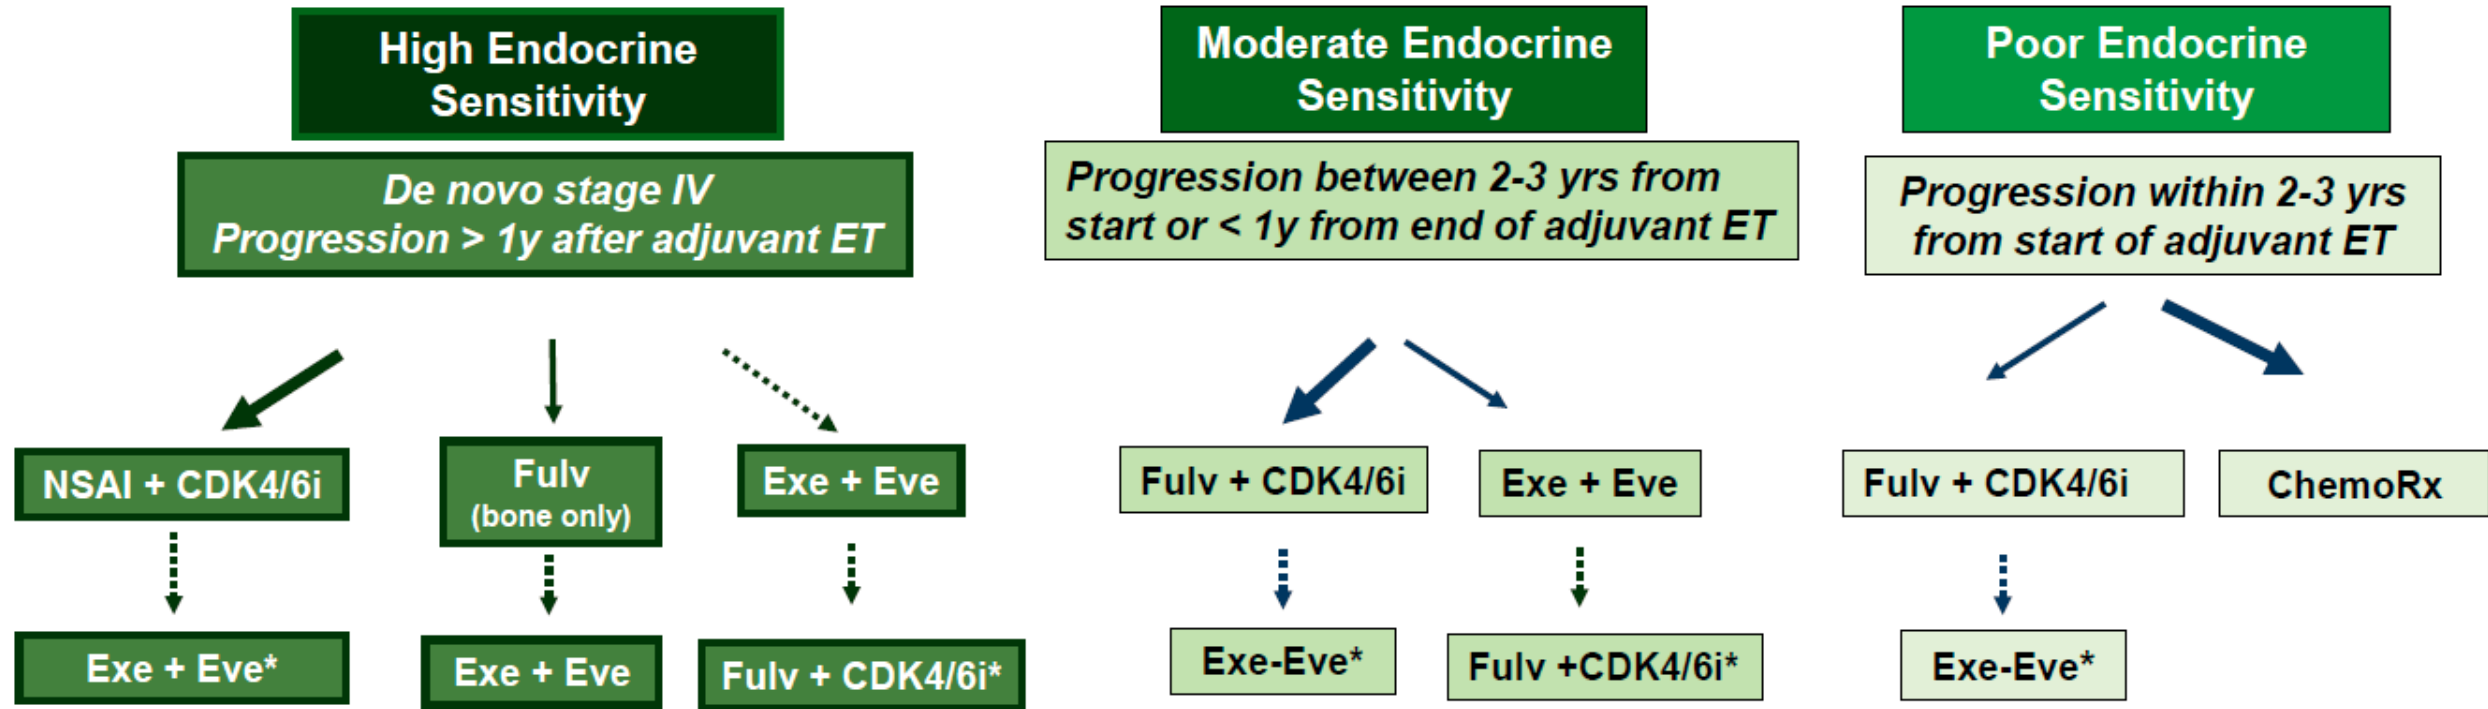 High Endocrine
Sensitivity
De novo stage IV
Progression > 1y after adjuvant ET
NSAI + CDK4/6i
Fulv
(bone only)
Exe + Eve
Exe + Eve*
Exe + Eve
Fulv + CDK4/6i*
Moderate Endocrine
Sensitivity
Progression between 2-3 yrs from
start or < 1y from end of adjuvant ET
Fulv + CDK4/6i
Exe + Eve
Exe-Eve*
Fulv +CDK4/6i*
Poor Endocrine
Sensitivity
Progression within 2-3 yrs
from start of adjuvant ET
Fulv + CDK4/6i
ChemoRx
Exe-Eve*